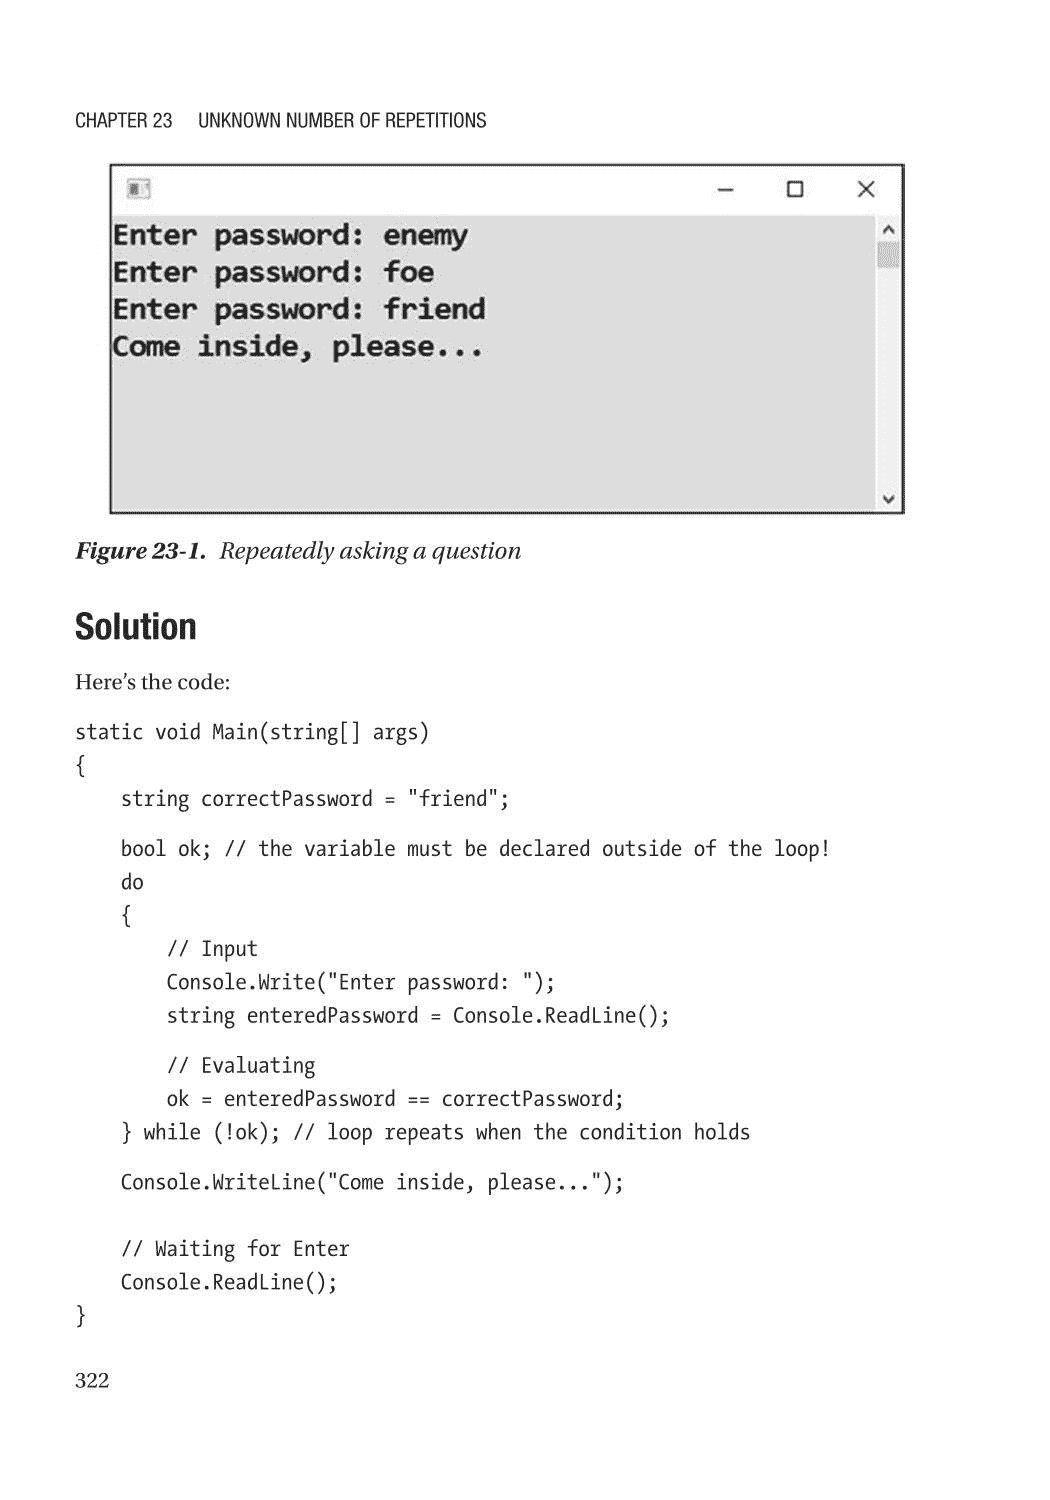 CHAPTER 23 UNKNOWN NUMBER OF REPETITIONS
Enter password: enemy
Enter password: foe
Enter password: friend
Come inside, please...
Figure 23-1. Repeatedly asking a question
Solution
Here's the code:
static void Main(string[] args)
{
    string correctPassword = "friend";
    bool ok; // the variable must be declared outside of the loop!
    do
    {
        // Input
        Console.Write("Enter password: ");
        string enteredPassword = Console.ReadLine();
        // Evaluating
        ok = enteredPassword == correctPassword;
    } while (!ok); // loop repeats when the condition holds
    Console.WriteLine("Come inside, please...");
    // Waiting for Enter
    Console.ReadLine();
}
322